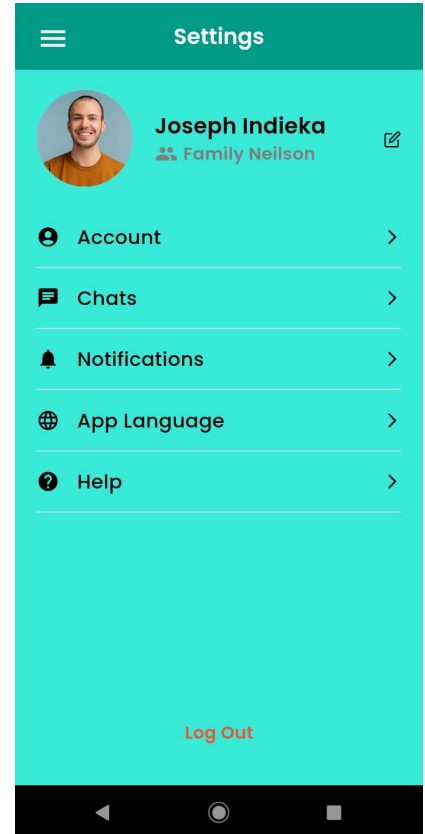 Settings
Joseph Indieka
Family Neilson
Account
Chats
Notifications
App Language
Help
Log Out